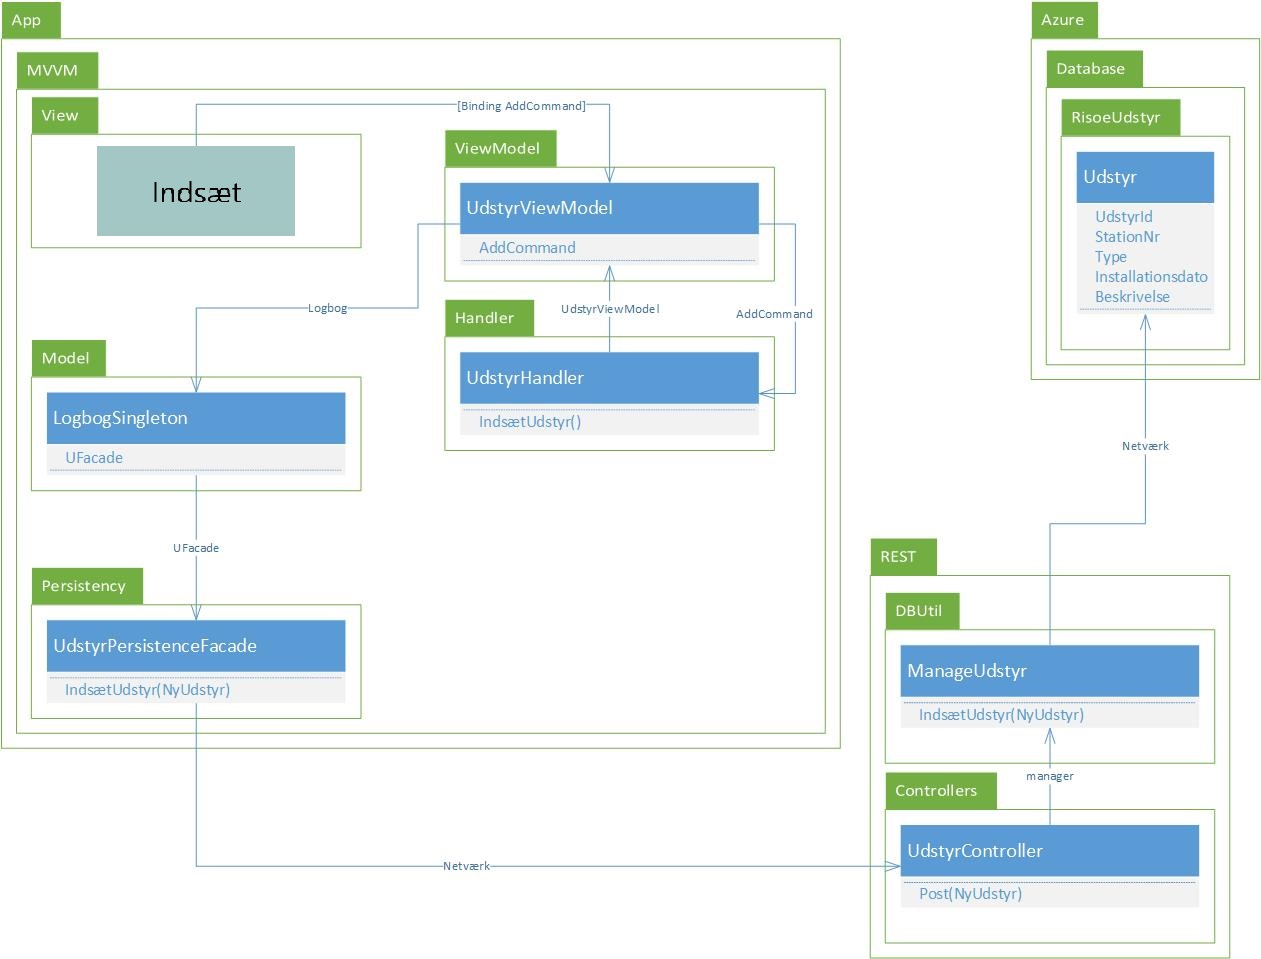 App
MVVM
View
Indsæt
[Binding AddCommand]
ViewModel
UdstyrViewModel
AddCommand
Logbog
UdstyrViewModel
AddCommand
Handler
UdstyrHandler
IndsætUdstyr()
Model
LogbogSingleton
UFacade
UFacade
Persistency
UdstyrPersistenceFacade
IndsætUdstyr(NyUdstyr)
Netværk
Azure
Database
RisoeUdstyr
Udstyr
UdstyrId
StationNr
Type
Installationsdato
Beskrivelse
Netværk
REST
DBUtil
ManageUdstyr
IndsætUdstyr(NyUdstyr)
manager
Controllers
UdstyrController
Post(NyUdstyr)